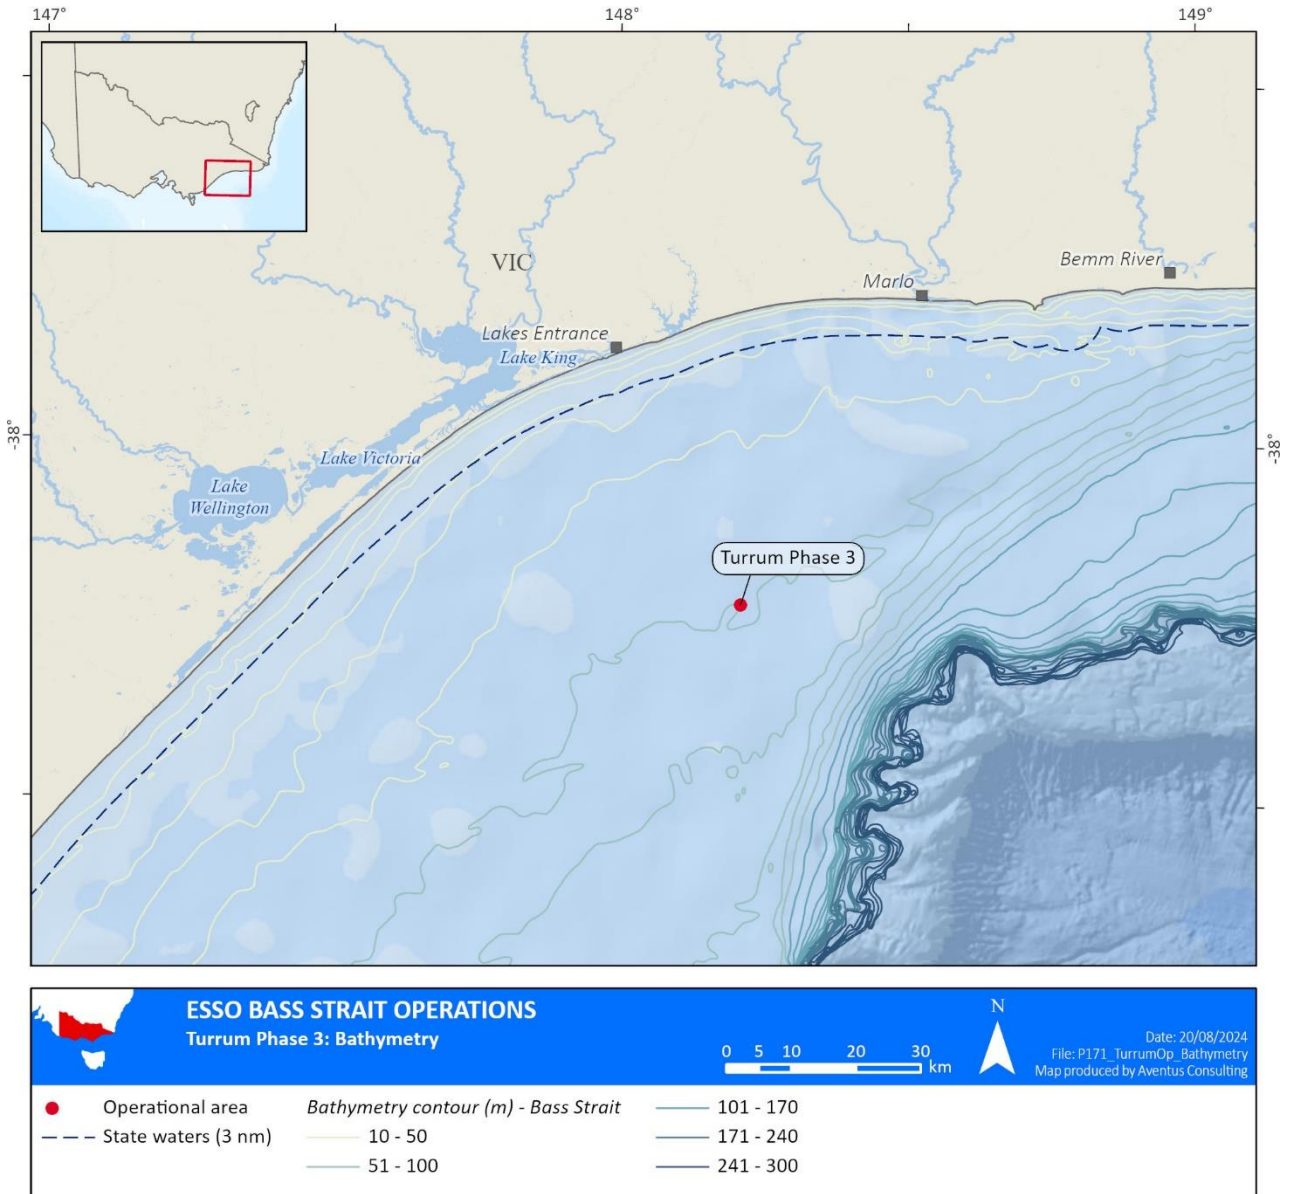 147°
148°
149°
VIC
Bemm River
Marlo
Lakes Entrance
Lake King
-38°
-38°
Lake Victoria
Lake
Wellington
Turrum Phase 3
ESSO BASS STRAIT OPERATIONS
Turrum Phase 3: Bathymetry
0 5 10 20 30
km
N
Date: 20/08/2024
File: P171_TurrumOp_Bathymetry
Map produced by Aventus Consulting
Operational area
State waters (3 nm)
Bathymetry contour (m) - Bass Strait
10 - 50
51 - 100
101 - 170
171 - 240
241 - 300